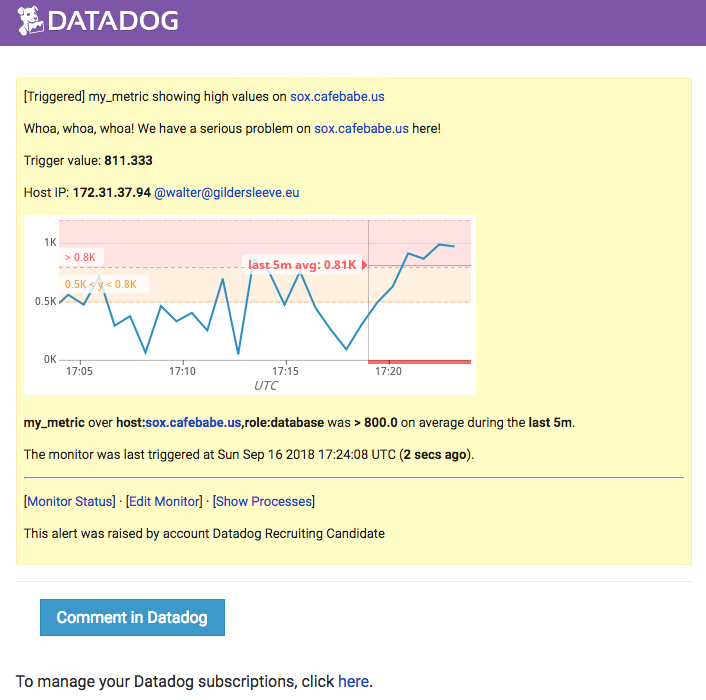 DATADOG
[Triggered] my_metric showing high values on sox.cafebabe.us
Whoa, whoa, whoa! We have a serious problem on sox.cafebabe.us here!
Trigger value: 811.333
Host IP: 172.31.37.94 @walter@gildersleeve.eu
1K
> 0.8K
last 5m avg: 0.81K
0.5K < y < 0.8K
0.5K
0K
17:05 17:10 17:15 17:20
UTC
my_metric over host:sox.cafebabe.us,role:database was > 800.0 on average during the last 5m.
The monitor was last triggered at Sun Sep 16 2018 17:24:08 UTC (2 secs ago).
[Monitor Status] · [Edit Monitor] · [Show Processes]
This alert was raised by account Datadog Recruiting Candidate
Comment in Datadog
To manage your Datadog subscriptions, click here.